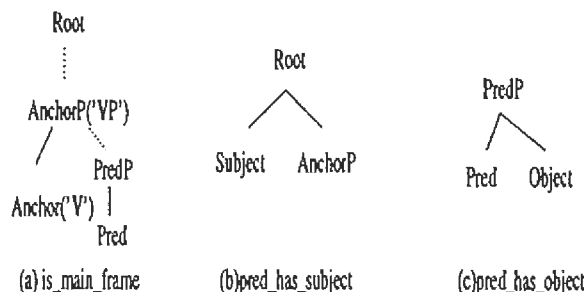 Root
AnchorP('VP')
PredP
Anchor('V')
Pred
(a) is_main_frame
Root
Subject AnchorP
(b)pred_has_subject
PredP
Pred Object
(c)pred_has_object